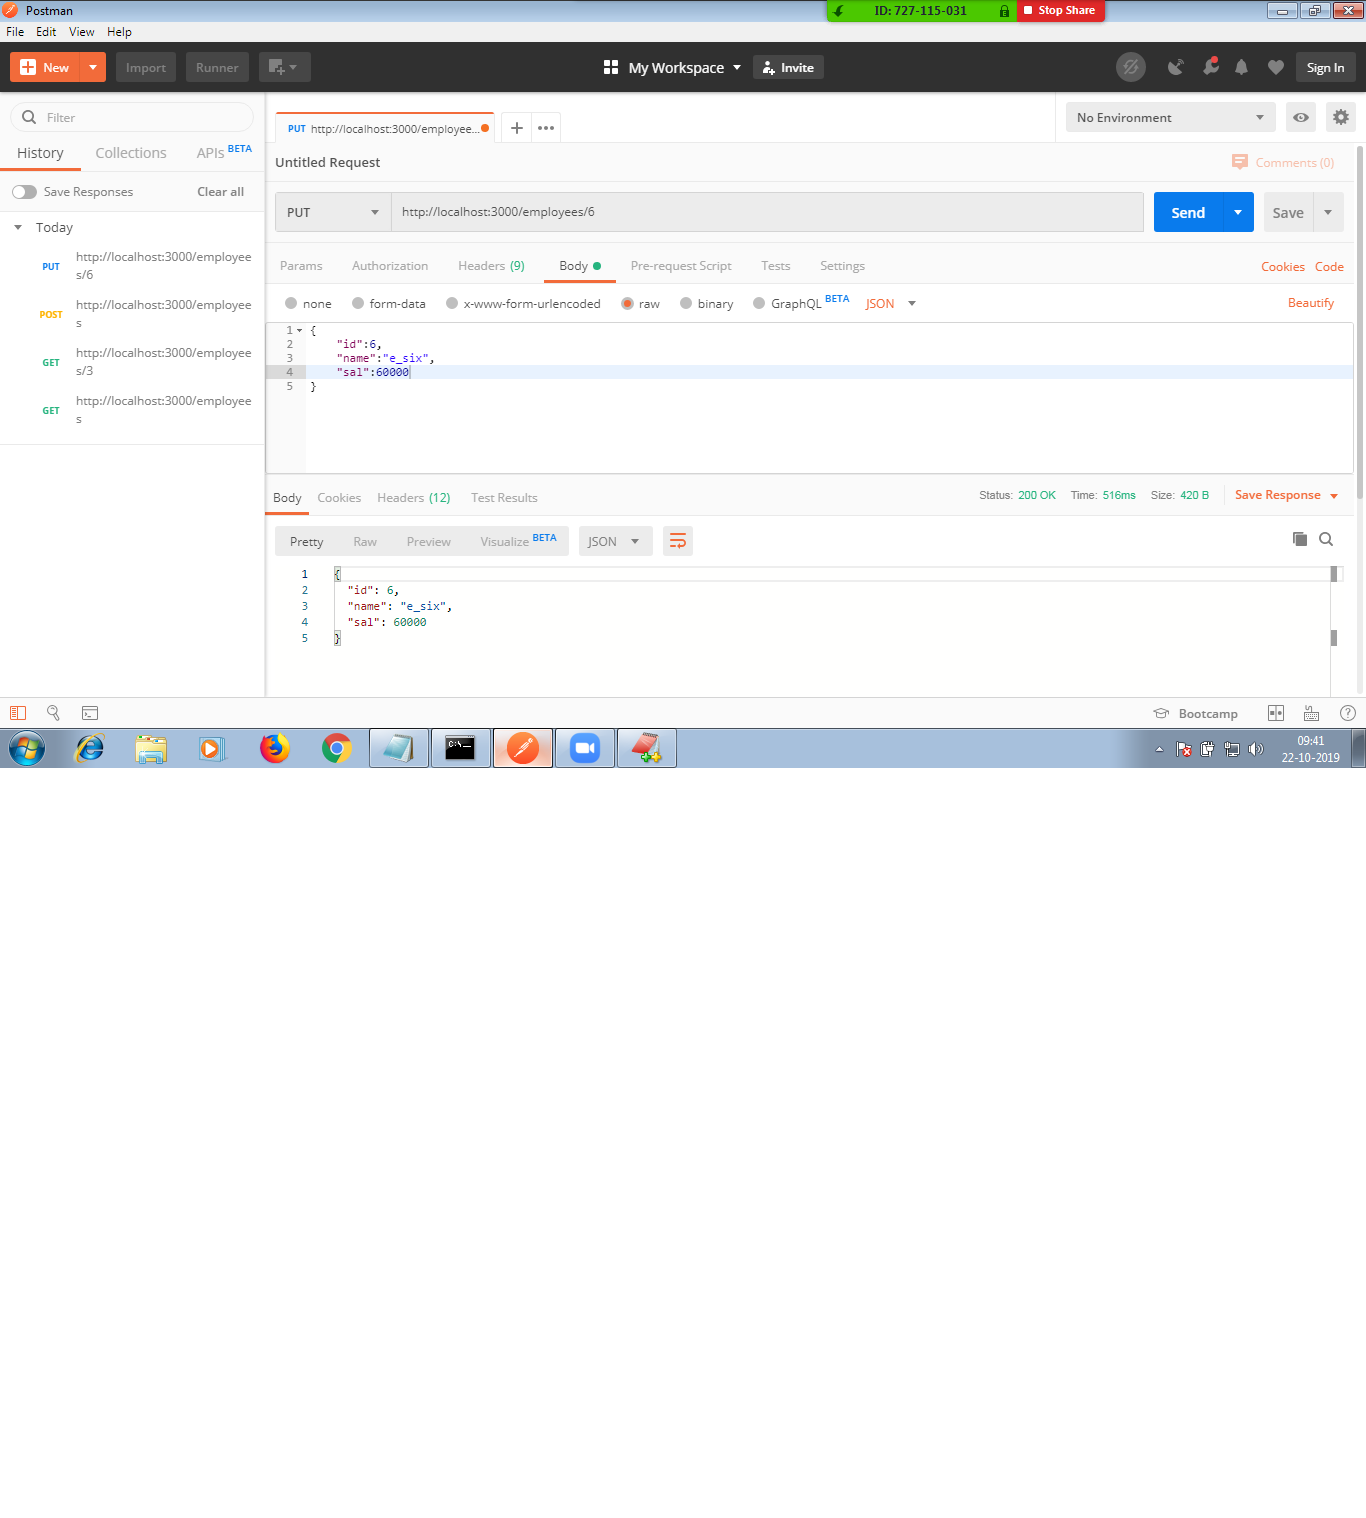 Postman
ID: 727-115-031
Stop Share
File Edit View Help
New Import Runner My Workspace Invite Sign In
Filter
History Collections APIs BETA
Save Responses Clear all
Today
PUT http://localhost:3000/employee
s/6
POST http://localhost:3000/employee
s
GET http://localhost:3000/employee
s/3
GET http://localhost:3000/employee
s
PUT http://localhost:3000/employee...
No Environment
Untitled Request
Comments (0)
PUT http://localhost:3000/employees/6 Send Save
Params Authorization Headers (9) Body Pre-request Script Tests Settings Cookies Code
none form-data x-www-form-urlencoded raw binary GraphQL BETA JSON Beautify
1 {
2 "id":6,
3 "name":"e_six",
4 "sal":60000
5 }
Body Cookies Headers (12) Test Results Status: 200 OK Time: 516ms Size: 420 B Save Response
Pretty Raw Preview Visualize BETA JSON
1 {
2 "id": 6,
3 "name": "e_six",
4 "sal": 60000
5 }
Bootcamp
C:\_
09:41
22-10-2019